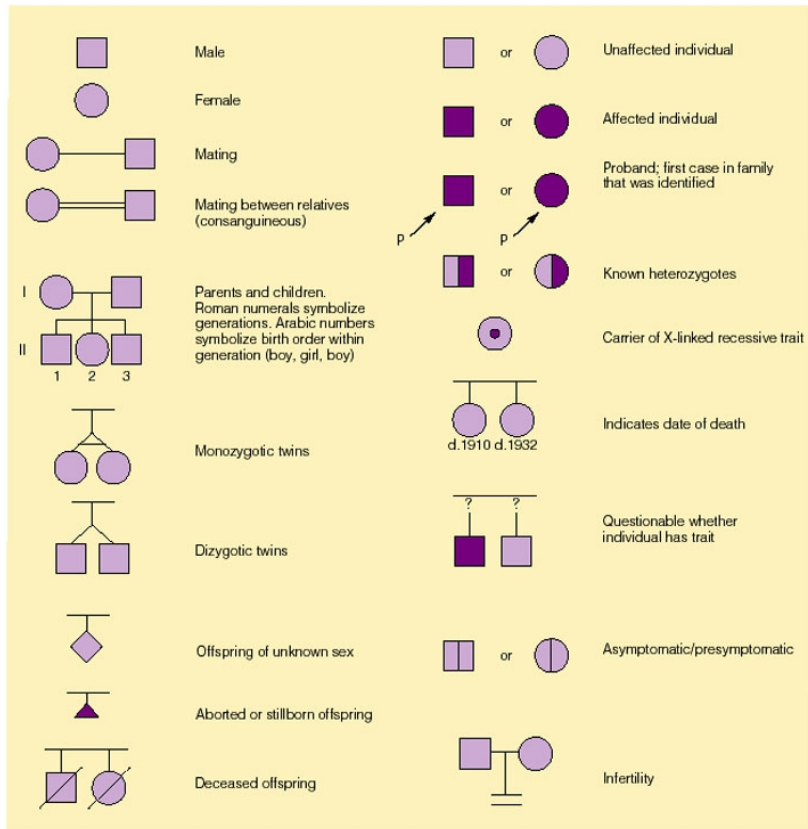 Male
Female
Mating
Mating between relatives
(consanguineous)
I
II
1 2 3
Parents and children.
Roman numerals symbolize
generations. Arabic numbers
symbolize birth order within
generation (boy, girl, boy)
Monozygotic twins
Dizygotic twins
Offspring of unknown sex
Aborted or stillborn offspring
Deceased offspring
or
Unaffected individual
or
Affected individual
or
P P
Proband; first case in family
that was identified
or
Known heterozygotes
Carrier of X-linked recessive trait
d.1910 d.1932
Indicates date of death
? ?
Questionable whether
individual has trait
or
Asymptomatic/presymptomatic
Infertility